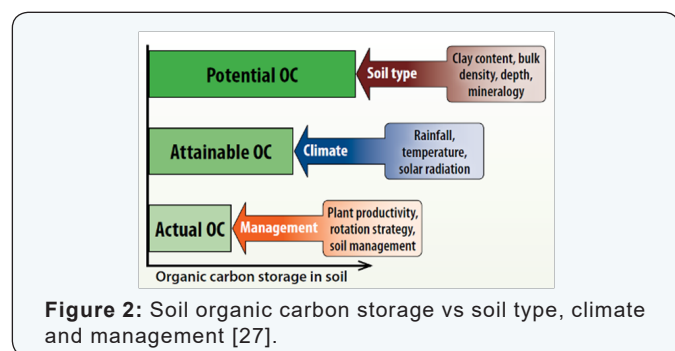 Potential OC
Soil type
Clay content, bulk
density, depth,
mineralogy
Attainable OC
Climate
Rainfall,
temperature,
solar radiation
Actual OC
Management
Plant productivity,
rotation strategy,
soil management
Organic carbon storage in soil
Figure 2: Soil organic carbon storage vs soil type, climate
and management [27].